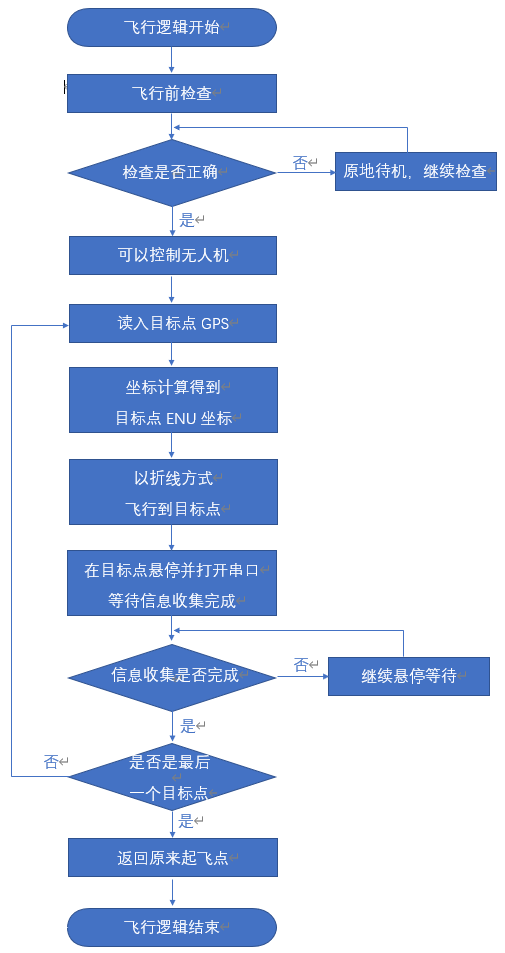 飞行逻辑开始
飞行前检查
检查是否正确
否
原地待机，继续检查
是
可以控制无人机
读入目标点 GPS
坐标计算得到
目标点 ENU 坐标
以折线方式
飞行到目标点
在目标点悬停并打开串口
等待信息收集完成
信息收集是否完成
否
继续悬停等待
是
否
是否是最后
一个目标点
是
返回原来起飞点
飞行逻辑结束